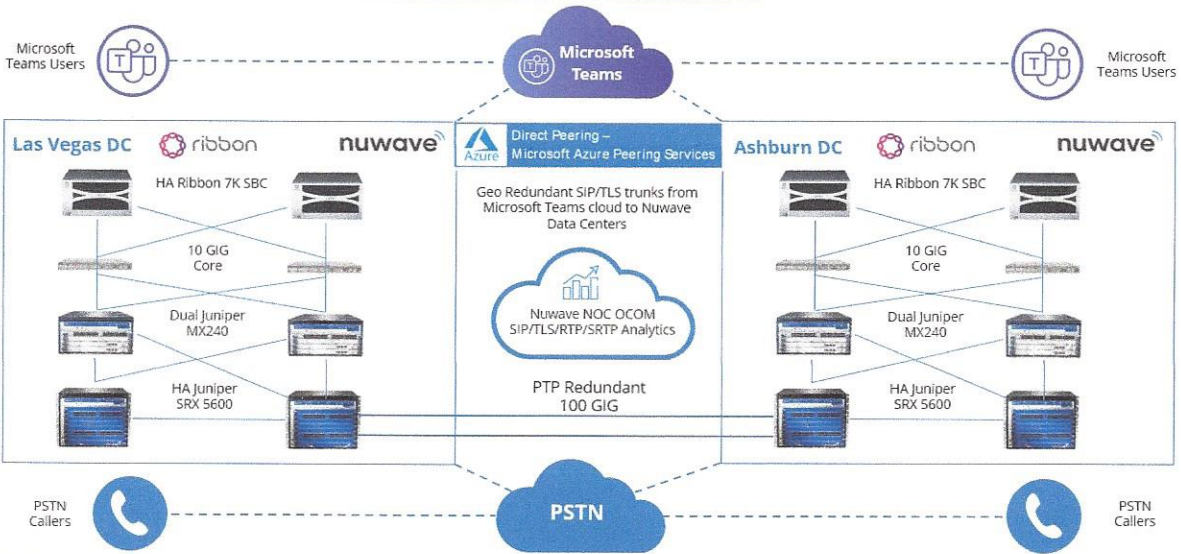 Microsoft
Teams Users
T
Microsoft
Teams
T
Microsoft
Teams Users
Las Vegas DC
ribbon
nuwave
HA Ribbon 7K SBC
10 GIG
Core
Dual Juniper
MX240
HA Juniper
SRX 5600
Azure
Direct Peering –
Microsoft Azure Peering Services
Geo Redundant SIP/TLS trunks from
Microsoft Teams cloud to Nuwave
Data Centers
Nuwave NOC OCOM
SIP/TLS/RTP/SRTP Analytics
PTP Redundant
100 GIG
Ashburn DC
ribbon
nuwave
HA Ribbon 7K SBC
10 GIG
Core
Dual Juniper
MX240
HA Juniper
SRX 5600
PSTN
Callers
PSTN
PSTN
Callers